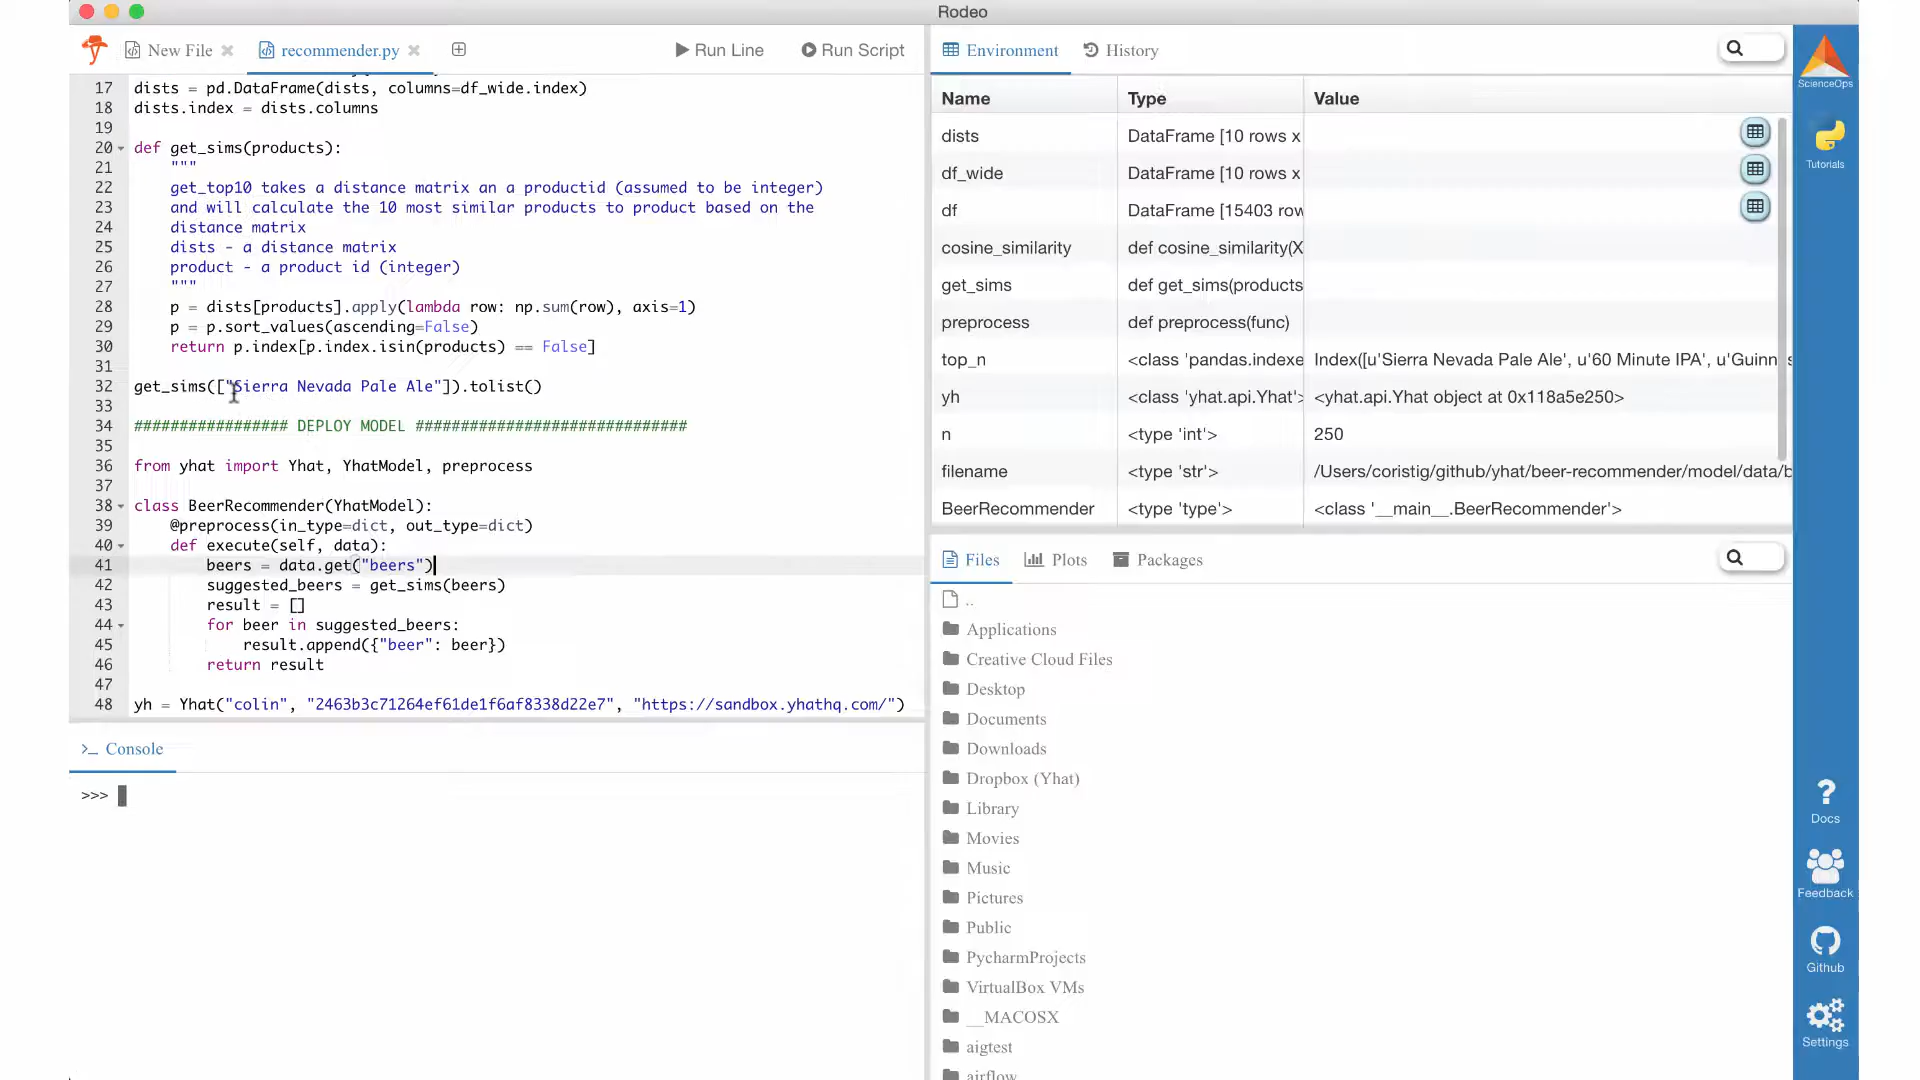 Rodeo
New File
recommender.py
Run Line
Run Script
17 dists = pd.DataFrame(dists, columns=df_wide.index)
18 dists.index = dists.columns
19
20 def get_sims(products):
21 """
22 get_top10 takes a distance matrix an a productid (assumed to be integer)
23 and will calculate the 10 most similar products to product based on the
24 distance matrix
25 dists - a distance matrix
26 product - a product id (integer)
27 """
28 p = dists[products].apply(lambda row: np.sum(row), axis=1)
29 p = p.sort_values(ascending=False)
30 return p.index[p.index.isin(products) == False]
31
32 get_sims(["Sierra Nevada Pale Ale"]).tolist()
33
34 ################# DEPLOY MODEL ##############################
35
36 from yhat import Yhat, YhatModel, preprocess
37
38 class BeerRecommender(YhatModel):
39 @preprocess(in_type=dict, out_type=dict)
40 def execute(self, data):
41 beers = data.get("beers")
42 suggested_beers = get_sims(beers)
43 result = []
44 for beer in suggested_beers:
45 result.append({"beer": beer})
46 return result
47
48 yh = Yhat("colin", "2463b3c71264ef61de1f6af8338d22e7", "https://sandbox.yhathq.com/")
>_ Console
>>>
Environment
History
Name Type Value
dists DataFrame [10 rows x
df_wide DataFrame [10 rows x
df DataFrame [15403 row
cosine_similarity def cosine_similarity(X
get_sims def get_sims(products
preprocess def preprocess(func)
top_n <class 'pandas.indexe Index([u'Sierra Nevada Pale Ale', u'60 Minute IPA', u'Guinn
yh <class 'yhat.api.Yhat'> <yhat.api.Yhat object at 0x118a5e250>
n <type 'int'> 250
filename <type 'str'> /Users/coristig/github/yhat/beer-recommender/model/data/b
BeerRecommender <type 'type'> <class '__main__.BeerRecommender'>
Files
Plots
Packages
..
Applications
Creative Cloud Files
Desktop
Documents
Downloads
Dropbox (Yhat)
Library
Movies
Music
Pictures
Public
PycharmProjects
VirtualBox VMs
__MACOSX
aigtest
airflow
ScienceOps
Tutorials
?
Docs
Feedback
Github
Settings